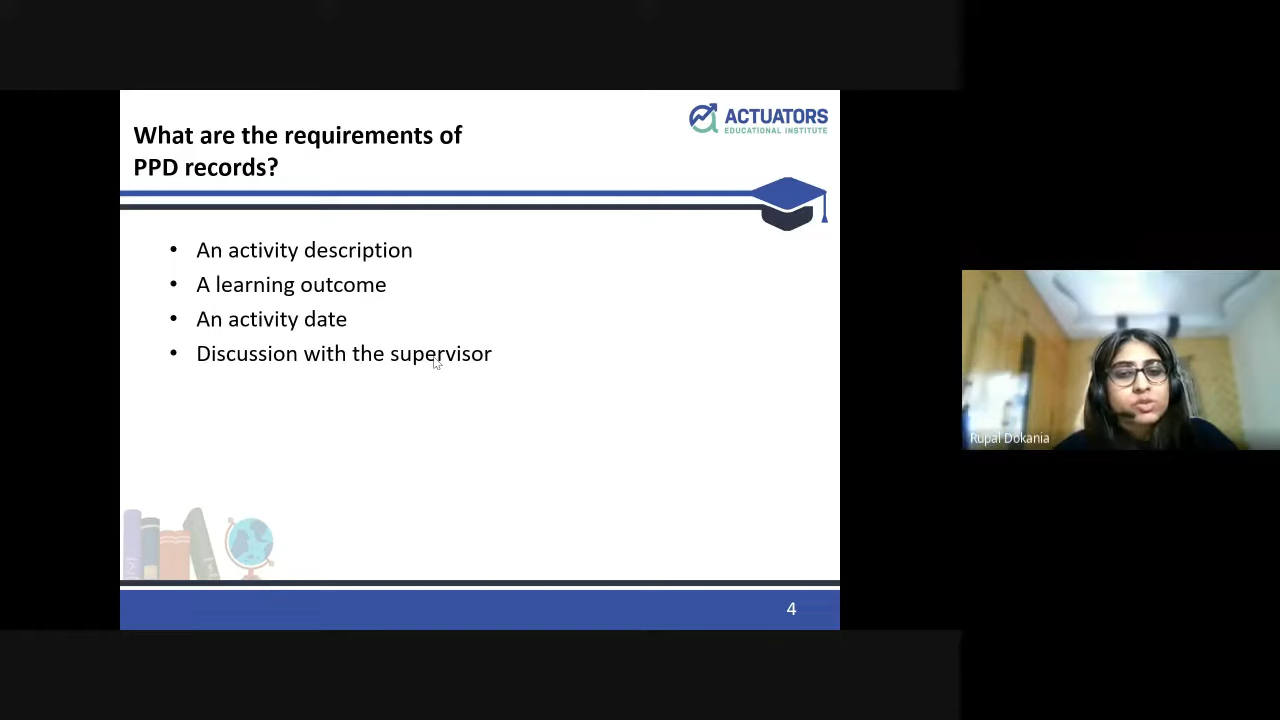 What are the requirements of
PPD records?
ACTUATORS
EDUCATIONAL INSTITUTE
• An activity description
• A learning outcome
• An activity date
• Discussion with the supervisor
4
Rupal Dokania